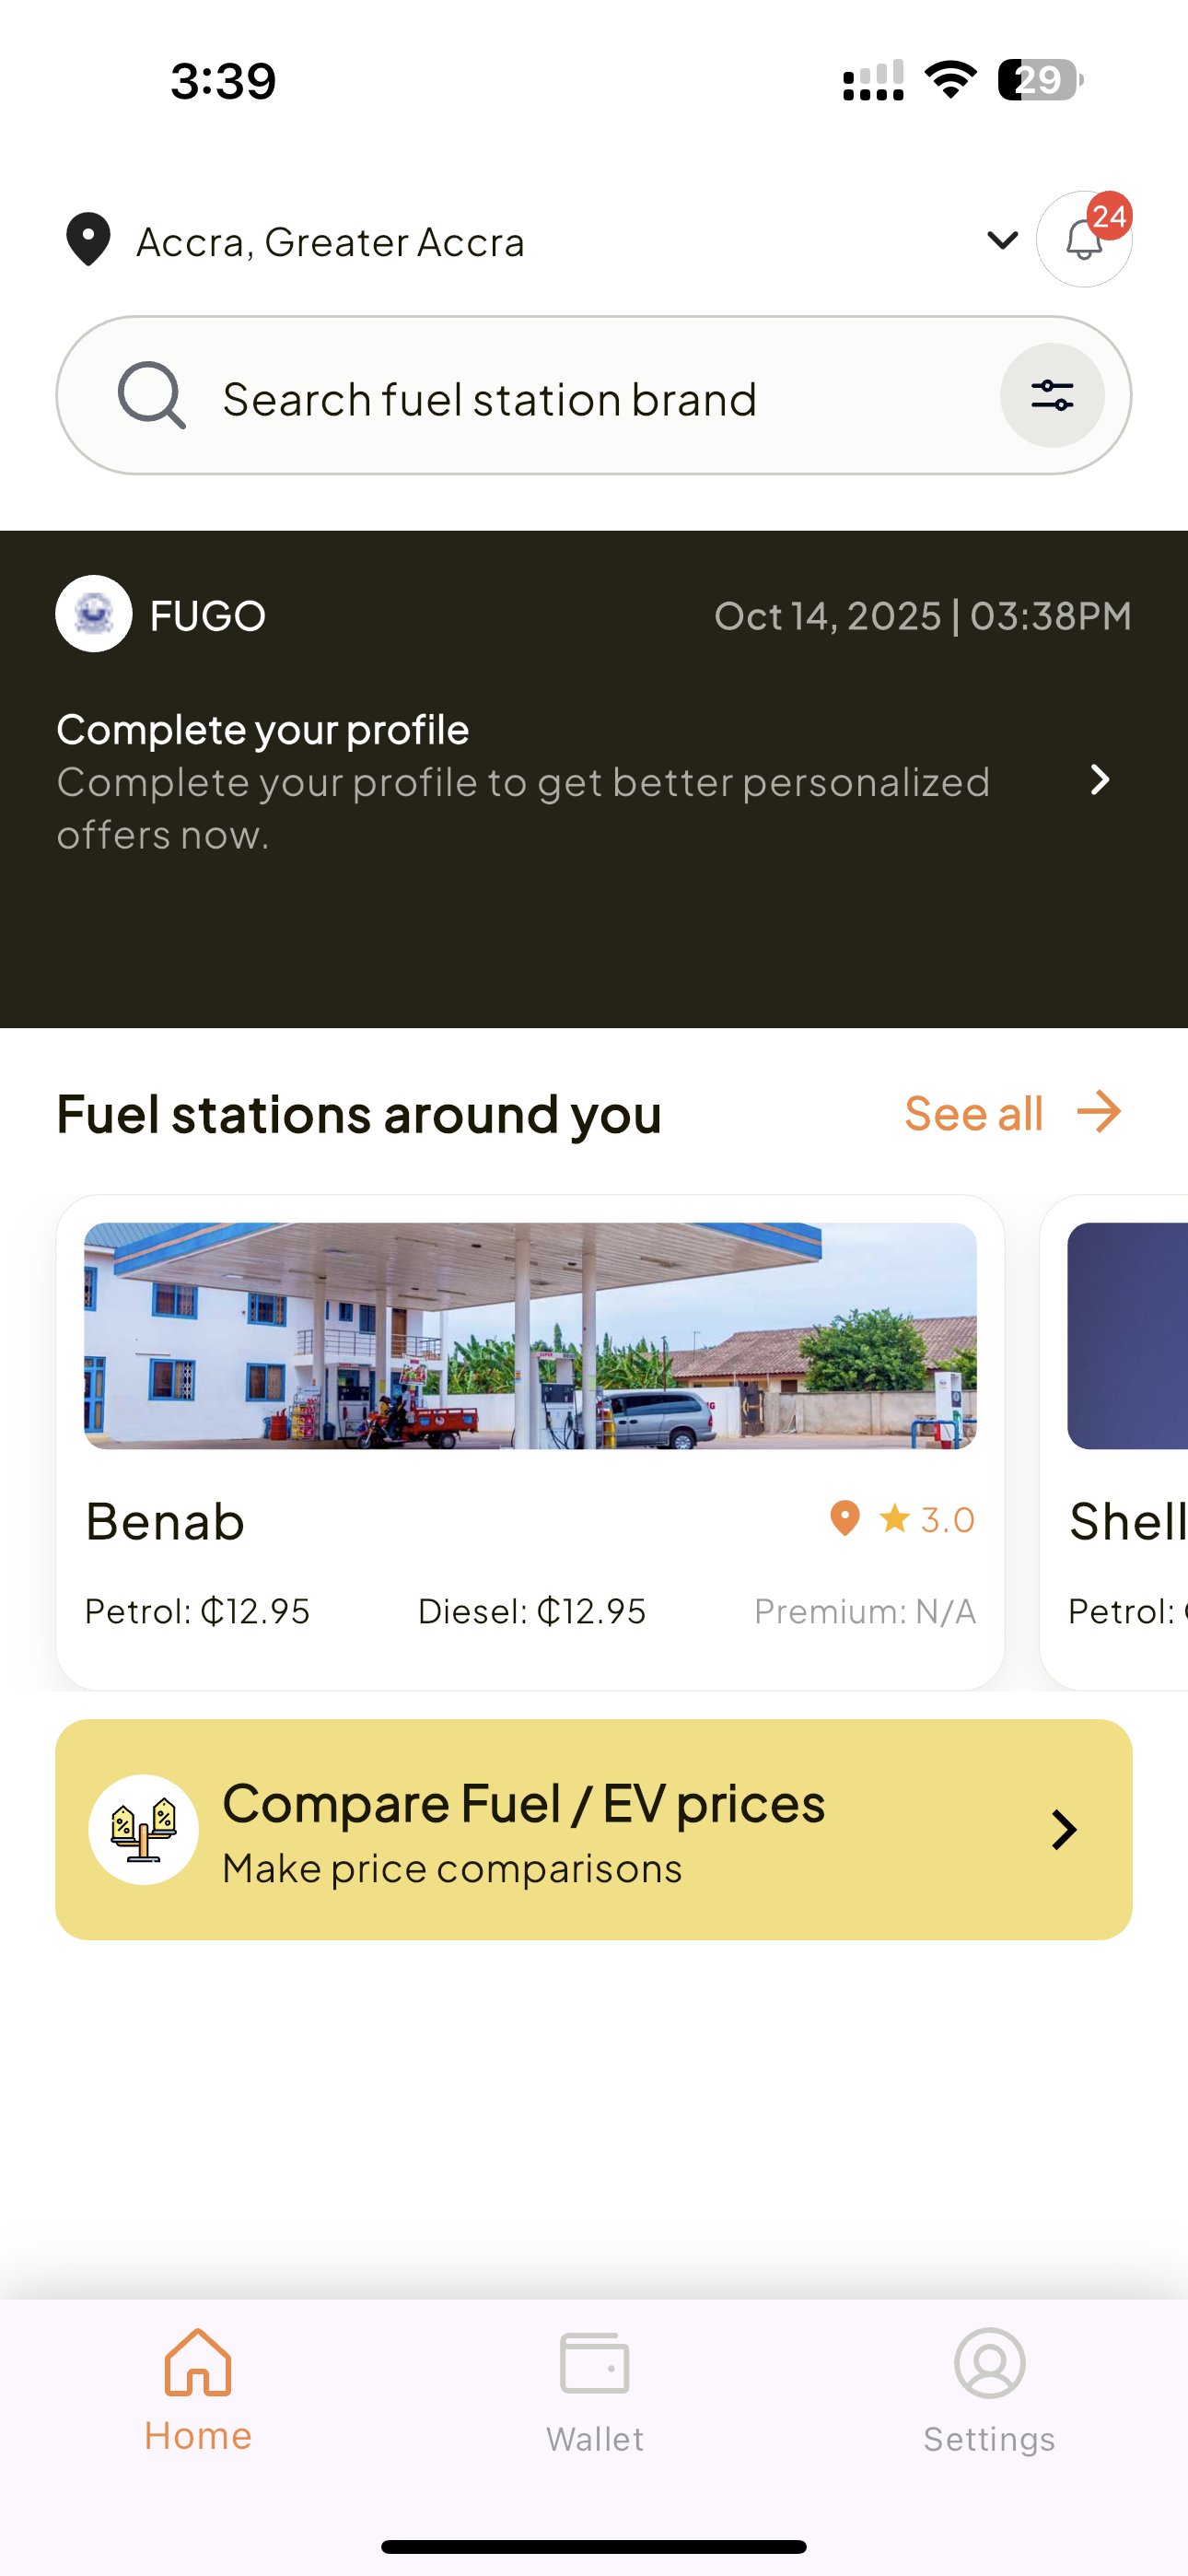 3:39
29
Accra, Greater Accra
24
Search fuel station brand
FUGO
Oct 14, 2025 | 03:38PM
Complete your profile
Complete your profile to get better personalized
offers now.
Fuel stations around you
See all
Benab
3.0
Petrol: ₵12.95
Diesel: ₵12.95
Premium: N/A
Shell
Petrol:
Compare Fuel / EV prices
Make price comparisons
Home
Wallet
Settings